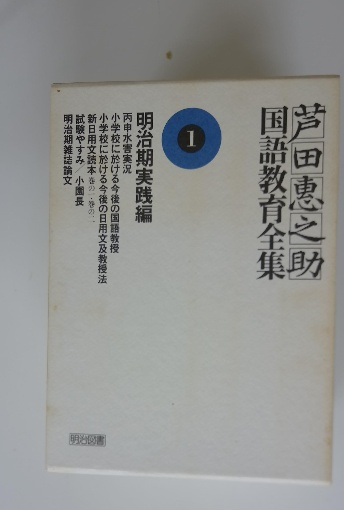 芦田恵之助
国語教育全集
1
明治期実践編
丙申水害実況
小学校に於ける今後の国語教授
小学校に於ける今後の日用文及教授法
新日用文読本 巻の一・巻の二
試験やすみ/小園長
明治期雑誌論文
明治図書